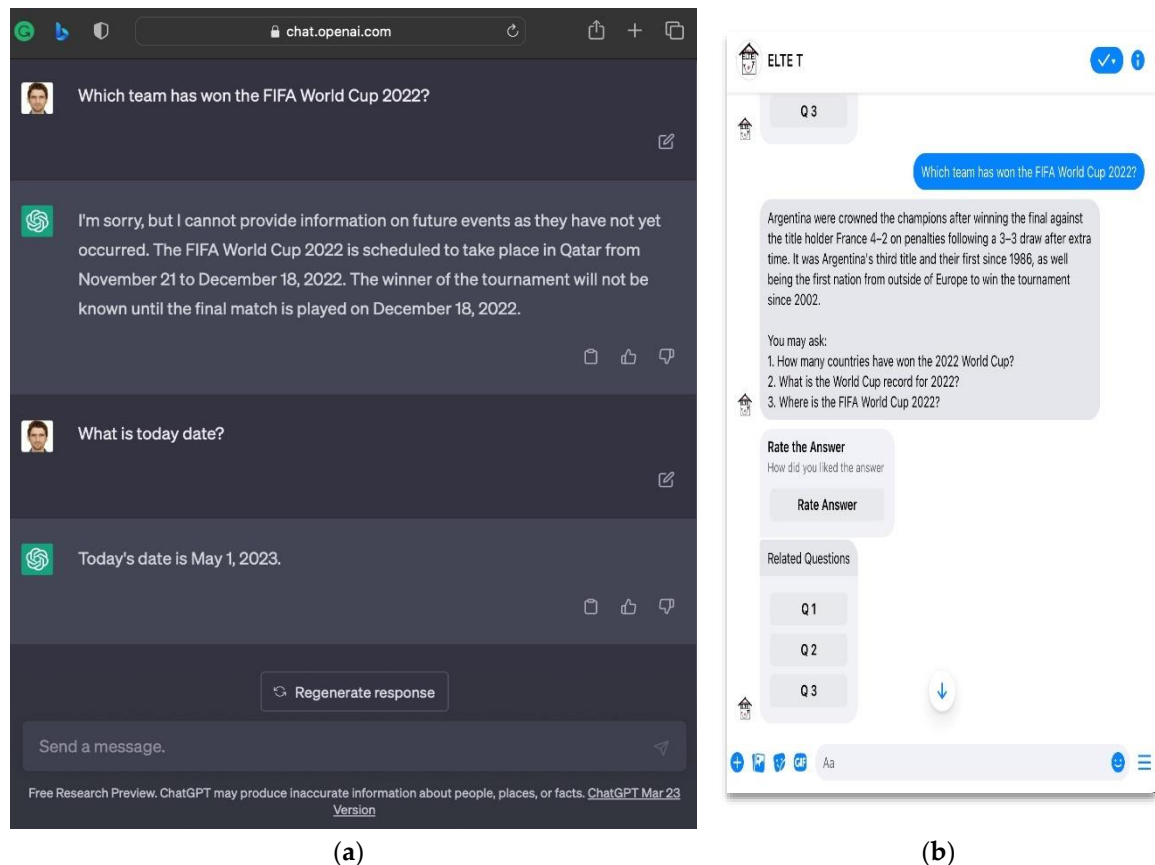 chat.openai.com
Which team has won the FIFA World Cup 2022?
I'm sorry, but I cannot provide information on future events as they have not yet
occurred. The FIFA World Cup 2022 is scheduled to take place in Qatar from
November 21 to December 18, 2022. The winner of the tournament will not be
known until the final match is played on December 18, 2022.
What is today date?
Today's date is May 1, 2023.
Regenerate response
Send a message.
Free Research Preview. ChatGPT may produce inaccurate information about people, places, or facts. ChatGPT Mar 23
Version
(a)
ELTE T
Q 3
Which team has won the FIFA World Cup 2022?
Argentina were crowned the champions after winning the final against
the title holder France 4–2 on penalties following a 3–3 draw after extra
time. It was Argentina's third title and their first since 1986, as well
being the first nation from outside of Europe to win the tournament
since 2002.
You may ask:
1. How many countries have won the 2022 World Cup?
2. What is the World Cup record for 2022?
3. Where is the FIFA World Cup 2022?
Rate the Answer
How did you liked the answer
Rate Answer
Related Questions
Q 1
Q 2
Q 3
GIF
Aa
(b)